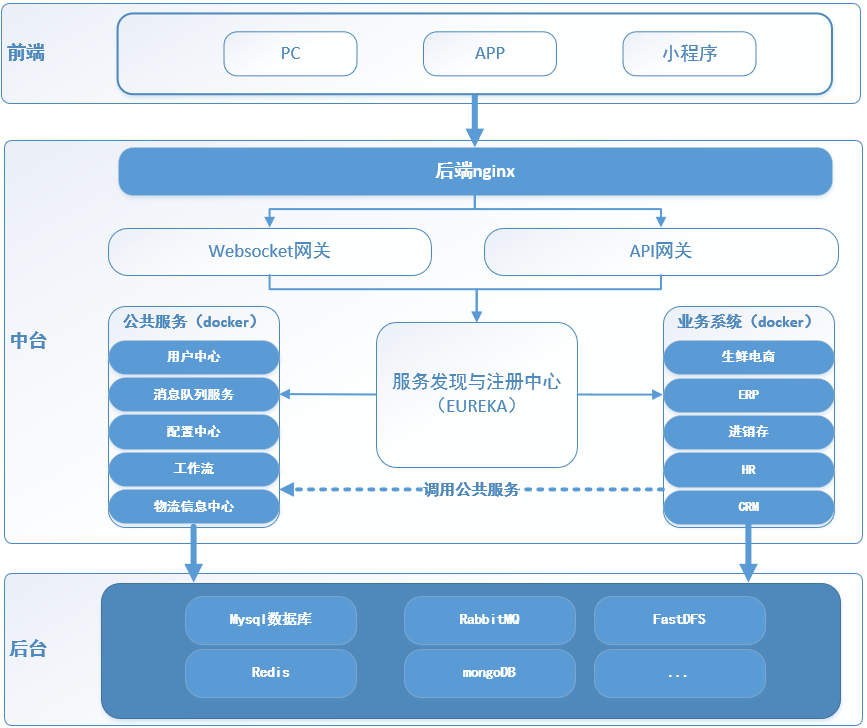 前端
PC
APP
小程序
中台
后端nginx
Websocket网关
API网关
公共服务（docker）
用户中心
消息队列服务
配置中心
工作流
物流信息中心
服务发现与注册中心
（EUREKA）
调用公共服务
业务系统（docker）
生鲜电商
ERP
进销存
HR
CRM
后台
Mysql数据库
RabbitMQ
FastDFS
Redis
mongoDB
...